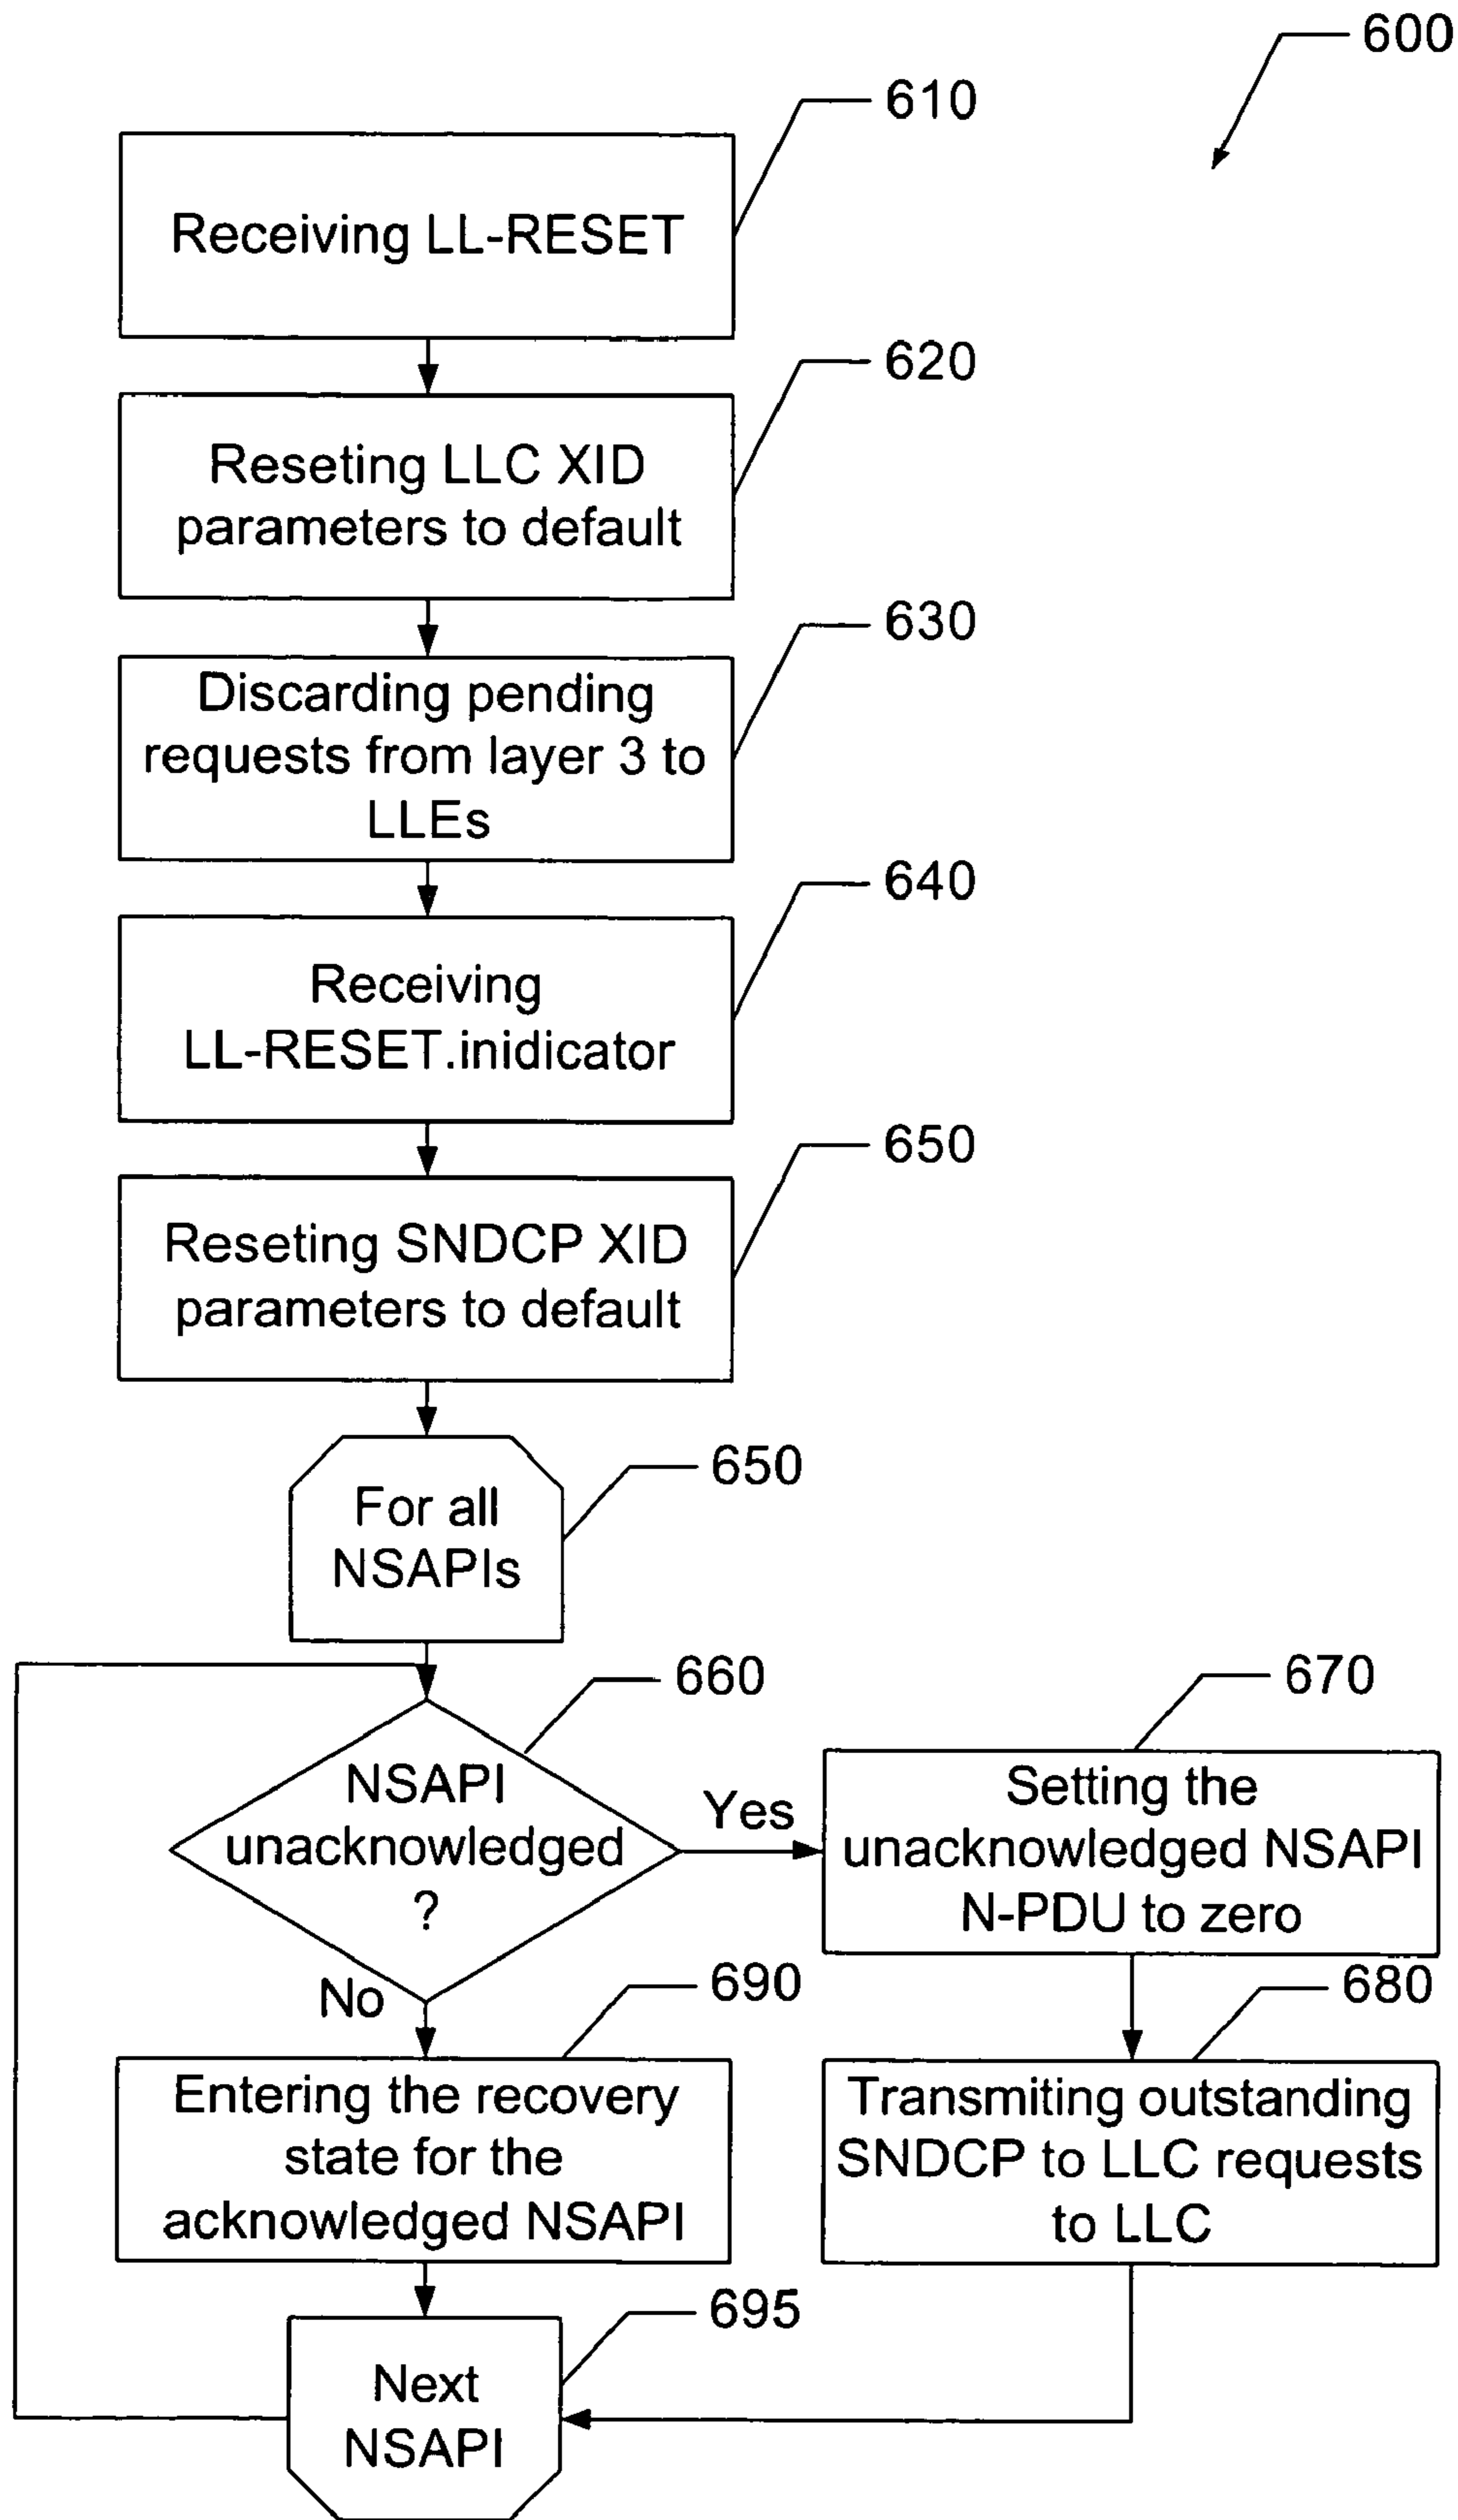 600
610
Receiving LL-RESET
620
Reseting LLC XID
parameters to default
630
Discarding pending
requests from layer 3 to
LLEs
640
Receiving
LL-RESET.inidicator
650
Reseting SNDCP XID
parameters to default
650
For all
NSAPIs
660
NSAPI
unacknowledged
?
Yes
No
670
Setting the
unacknowledged NSAPI
N-PDU to zero
690
Entering the recovery
state for the
acknowledged NSAPI
680
Transmiting outstanding
SNDCP to LLC requests
to LLC
695
Next
NSAPI